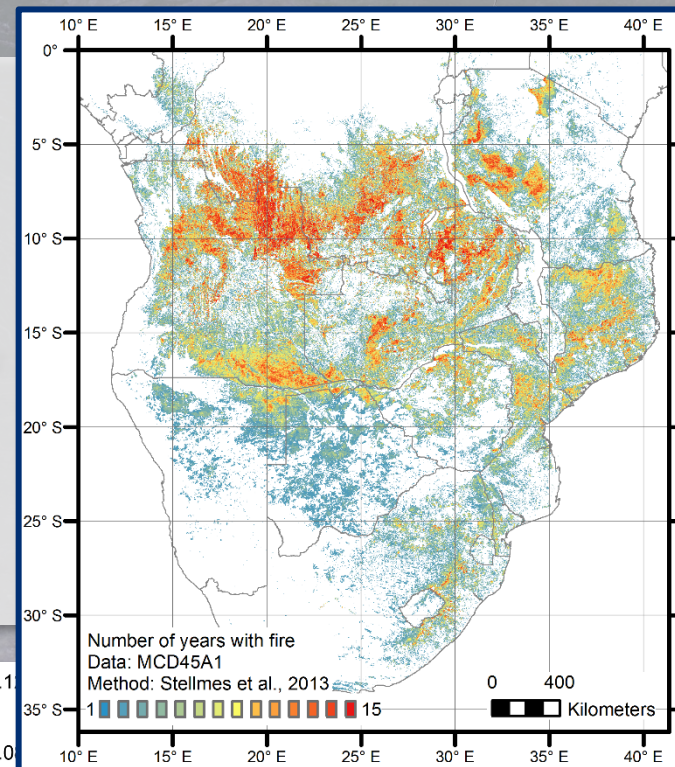 10° E 15° E 20° E 25° E 30° E 35° E 40° E
0°
5° S
10° S
15° S
20° S
25° S
30° S
35° S
Number of years with fire
Data: MCD45A1
Method: Stellmes et al., 2013
1 15
0 400
Kilometers
10° E 15° E 20° E 25° E 30° E 35° E 40° E